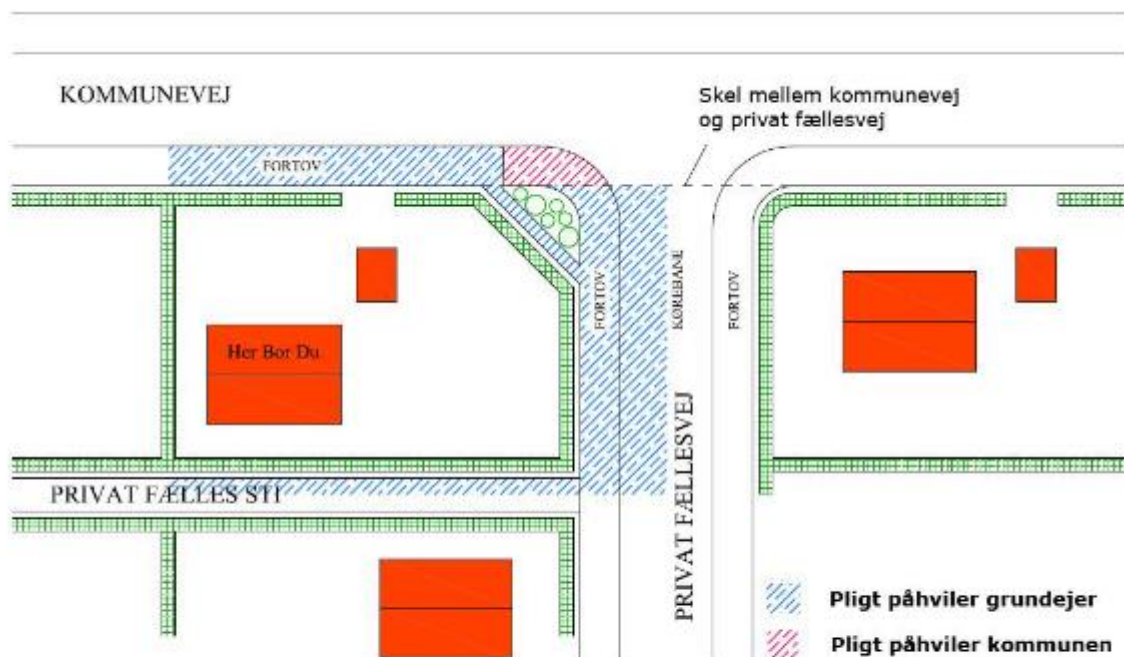 KOMMUNEVEJ
Skel mellem kommunevej
og privat fællesvej
FORTOV
FORTOV
KØREBANE
FORTOV
Her Bor Du
PRIVAT FÆLLES STI
PRIVAT FÆLLESVEJ
Pligt påhviler grundejer
Pligt påhviler kommunen